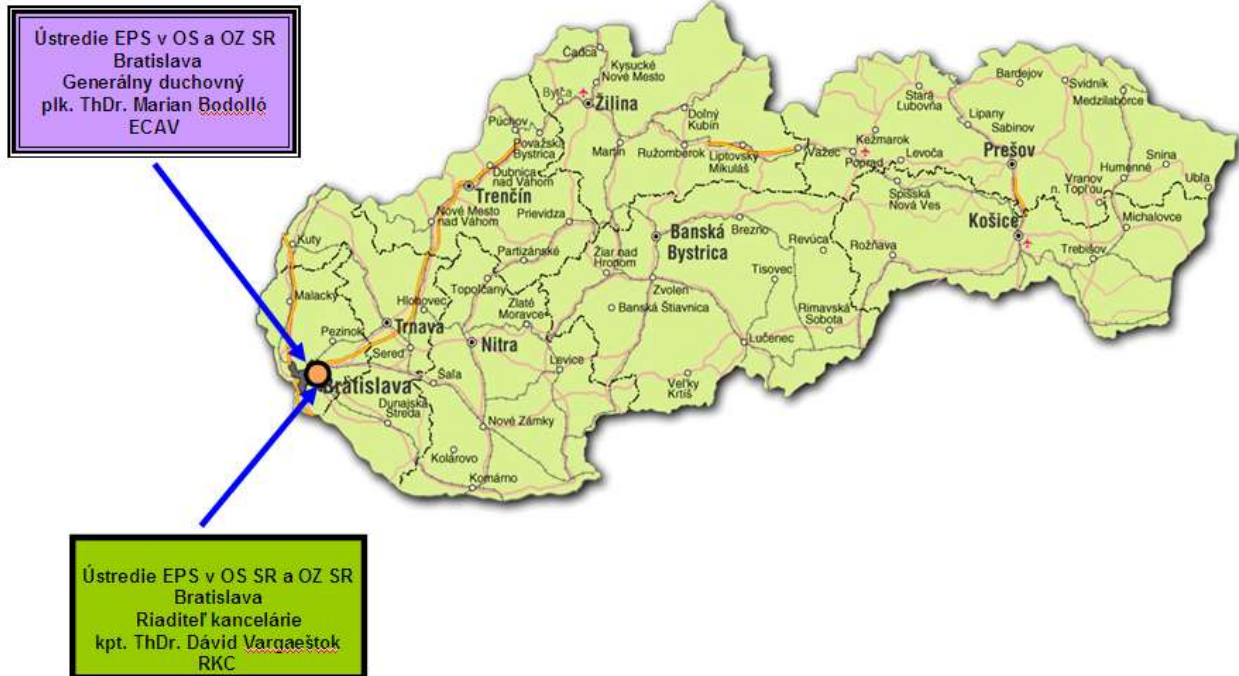 Ústredie EPS v OS a OZ SR
Bratislava
Generálny duchovný
plk. ThDr. Marian Bodolló
ECAV
Čadca
Kysucké
Nové Mesto
Bytča
Žilina
Púchov
Považská
Bystrica
Dubnica
nad Váhom
Trenčín
Nové Mesto
nad Váhom
Martin
Dolný
Kubín
Ružomberok
Liptovský
Mikuláš
Važec
Poprad
Kežmarok
Stará
Lubovňa
Levoča
Spišská
Nová Ves
Bardejov
Lipany
Sabinov
Prešov
Svidník
Medzilaborce
Humenné
Snina
Ubľa
Vranov
n. Topľou
Michalovce
Košice
Trebišov
Prievidza
Partizánské
Topolčany
Žiar nad
Hronom
Banská
Bystrica
Brezno
Revúca
Rožňava
Tisovec
Zvolen
Banská Štiavnica
Rimavská
Sobota
Lučenec
Veľký
Krtíš
Kuty
Malacky
Pezinok
Hlohovec
Trnava
Sereď
Zlaté
Moravce
Nitra
Levice
Šaľa
Bratislava
Dunajská
Streda
Nové Zámky
Kolárovo
Komárno
Ústredie EPS v OS SR a OZ SR
Bratislava
Riaditeľ kancelárie
kpt. ThDr. Dávid Vargaeštok
RKC